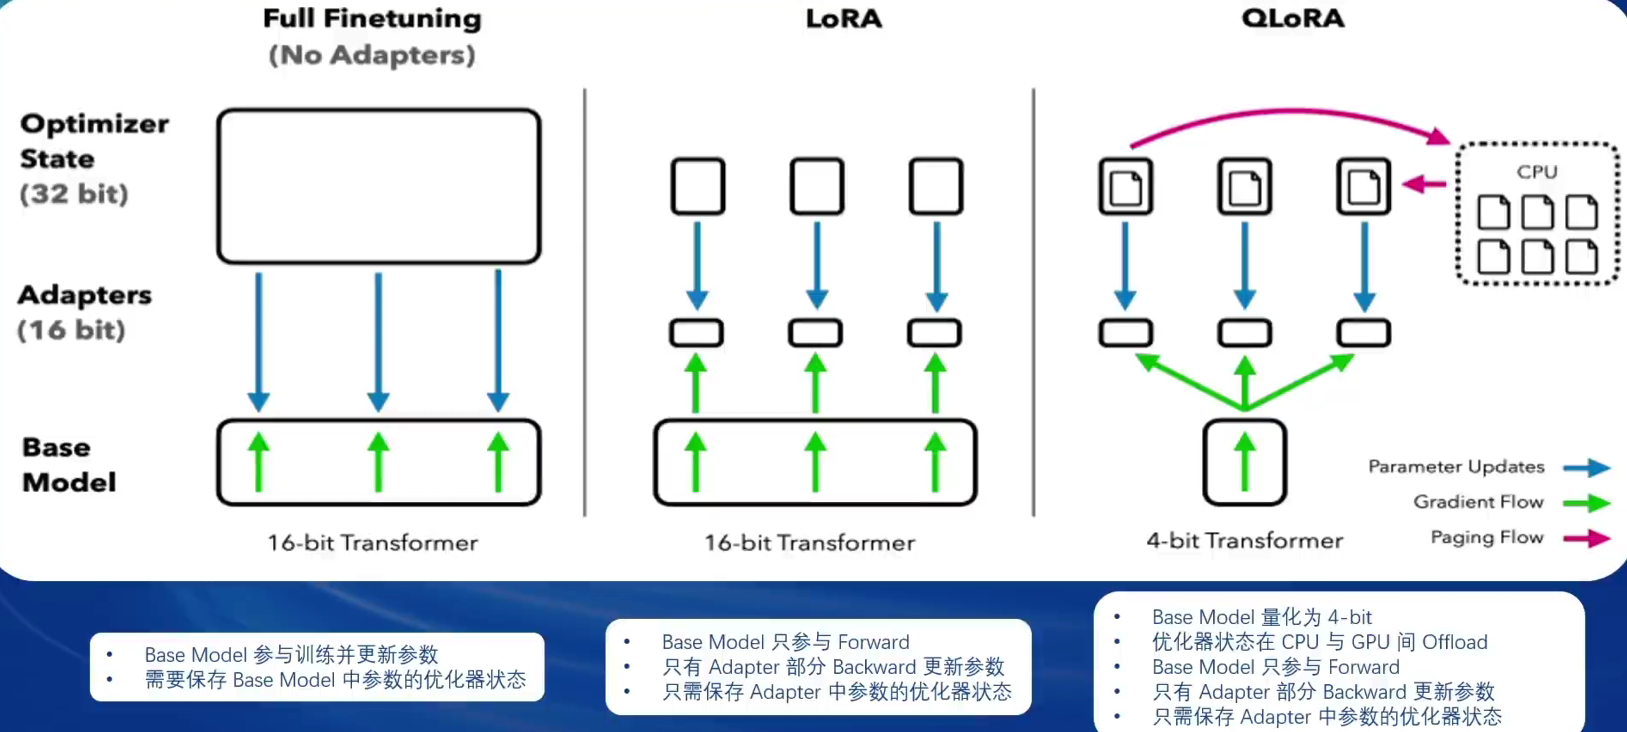 Full Finetuning
(No Adapters)
LoRA
QLoRA
Optimizer
State
(32 bit)
CPU
Adapters
(16 bit)
Base
Model
Parameter Updates
Gradient Flow
Paging Flow
16-bit Transformer
16-bit Transformer
4-bit Transformer
• Base Model 参与训练并更新参数
• 需要保存 Base Model 中参数的优化器状态
• Base Model 只参与 Forward
• 只有 Adapter 部分 Backward 更新参数
• 只需保存 Adapter 中参数的优化器状态
• Base Model 量化为 4-bit
• 优化器状态在 CPU 与 GPU 间 Offload
• Base Model 只参与 Forward
• 只有 Adapter 部分 Backward 更新参数
• 只需保存 Adapter 中参数的优化器状态